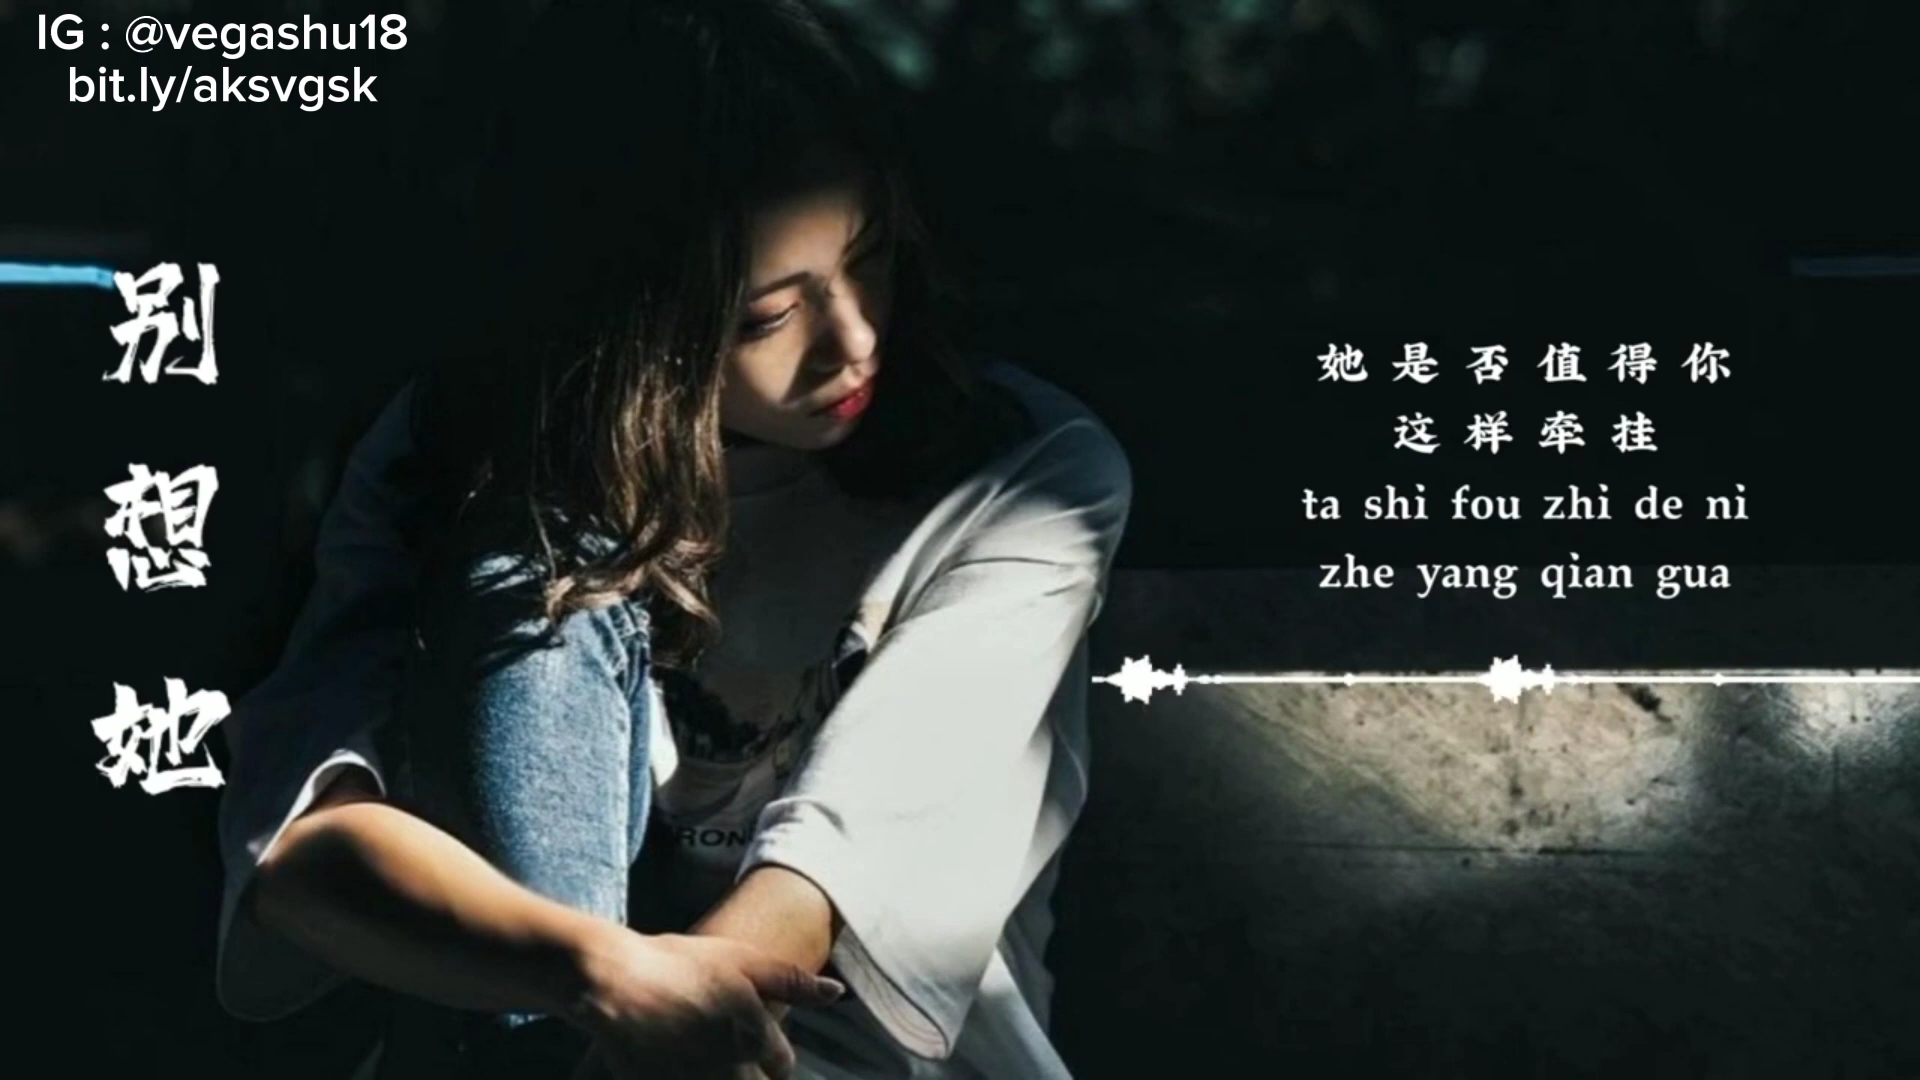 IG : @vegashu18
bit.ly/aksvgsk
别
想
她
她是否值得你
这样牵挂
ta shi fou zhi de ni
zhe yang qian gua
RON